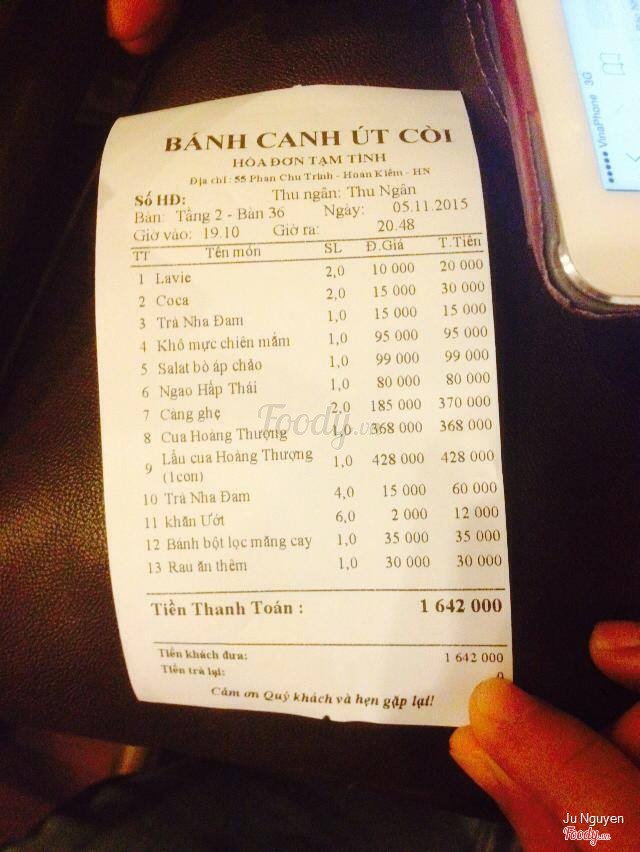 BÁNH CANH ÚT CÒI
HÓA ĐƠN TẠM TÍNH
Địa chỉ : 55 Phan Chu Trinh - Hoàn Kiếm - HN
Số HĐ: Thu ngân: Thu Ngân
Bàn: Tầng 2 - Bàn 36 Ngày: 05.11.2015
Giờ vào: 19.10 Giờ ra: 20.48
TT Tên món SL Đ.Giá T.Tiền
1 Lavie 2,0 10 000 20 000
2 Coca 2,0 15 000 30 000
3 Trà Nha Đam 1,0 15 000 15 000
4 Khô mực chiên mắm 1,0 95 000 95 000
5 Salat bò áp chảo 1,0 99 000 99 000
6 Ngao Hấp Thái 1,0 80 000 80 000
7 Càng ghẹ 2,0 185 000 370 000
8 Cua Hoàng Thượng 1,0 368 000 368 000
9 Lẩu cua Hoàng Thượng (1con) 1,0 428 000 428 000
10 Trà Nha Đam 4,0 15 000 60 000
11 khăn Ướt 6,0 2 000 12 000
12 Bánh bột lọc măng cay 1,0 35 000 35 000
13 Rau ăn thêm 1,0 30 000 30 000
Tiền Thanh Toán : 1 642 000
Tiền khách đưa: 1 642 000
Tiền trả lại: 0
Cảm ơn Quý khách và hẹn gặp lại!
VinaPhone 3G
Foody.vn
Ju Nguyen
Foody.vn